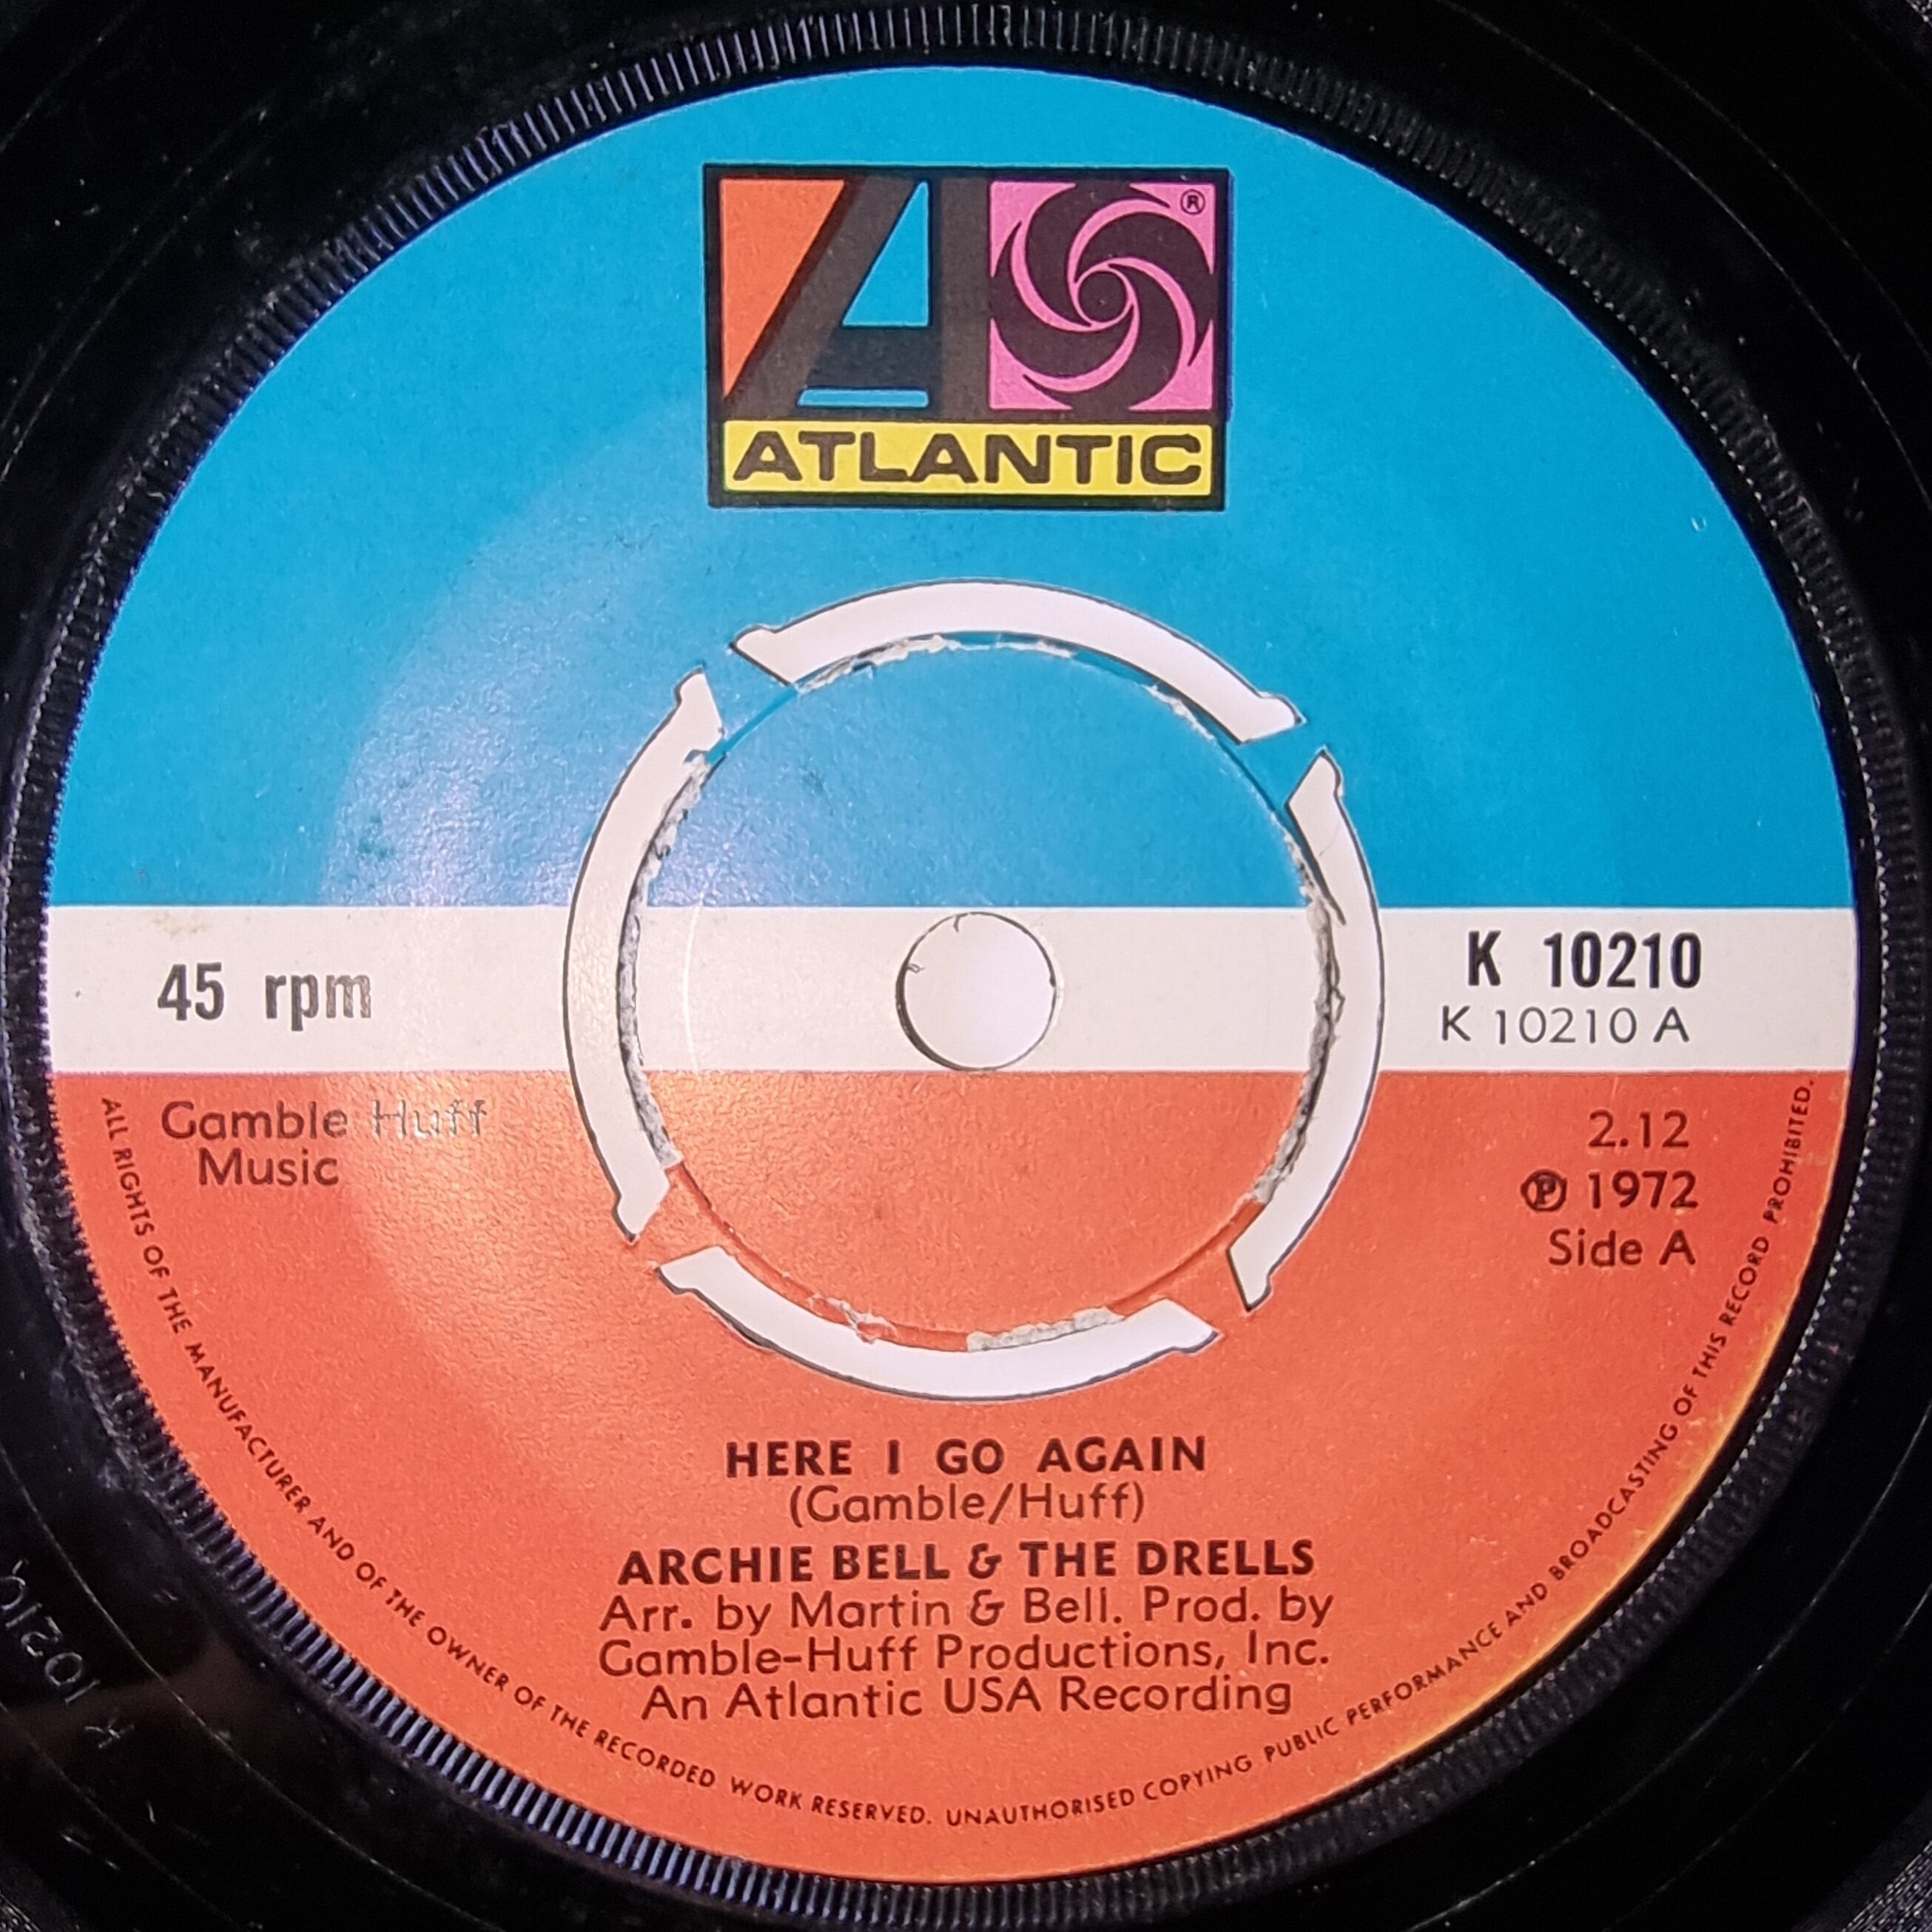 ATLANTIC
®
45 rpm
K 10210
K 10210 A
Gamble Huff
Music
2.12
Ⓟ 1972
Side A
HERE I GO AGAIN
(Gamble/Huff)
ARCHIE BELL & THE DRELLS
Arr. by Martin & Bell. Prod. by
Gamble-Huff Productions, Inc.
An Atlantic USA Recording
ALL RIGHTS OF THE MANUFACTURER AND OF THE OWNER OF THE RECORDED WORK RESERVED. UNAUTHORISED COPYING PUBLIC PERFORMANCE AND BROADCASTING OF THIS RECORD PROHIBITED.
K 10210